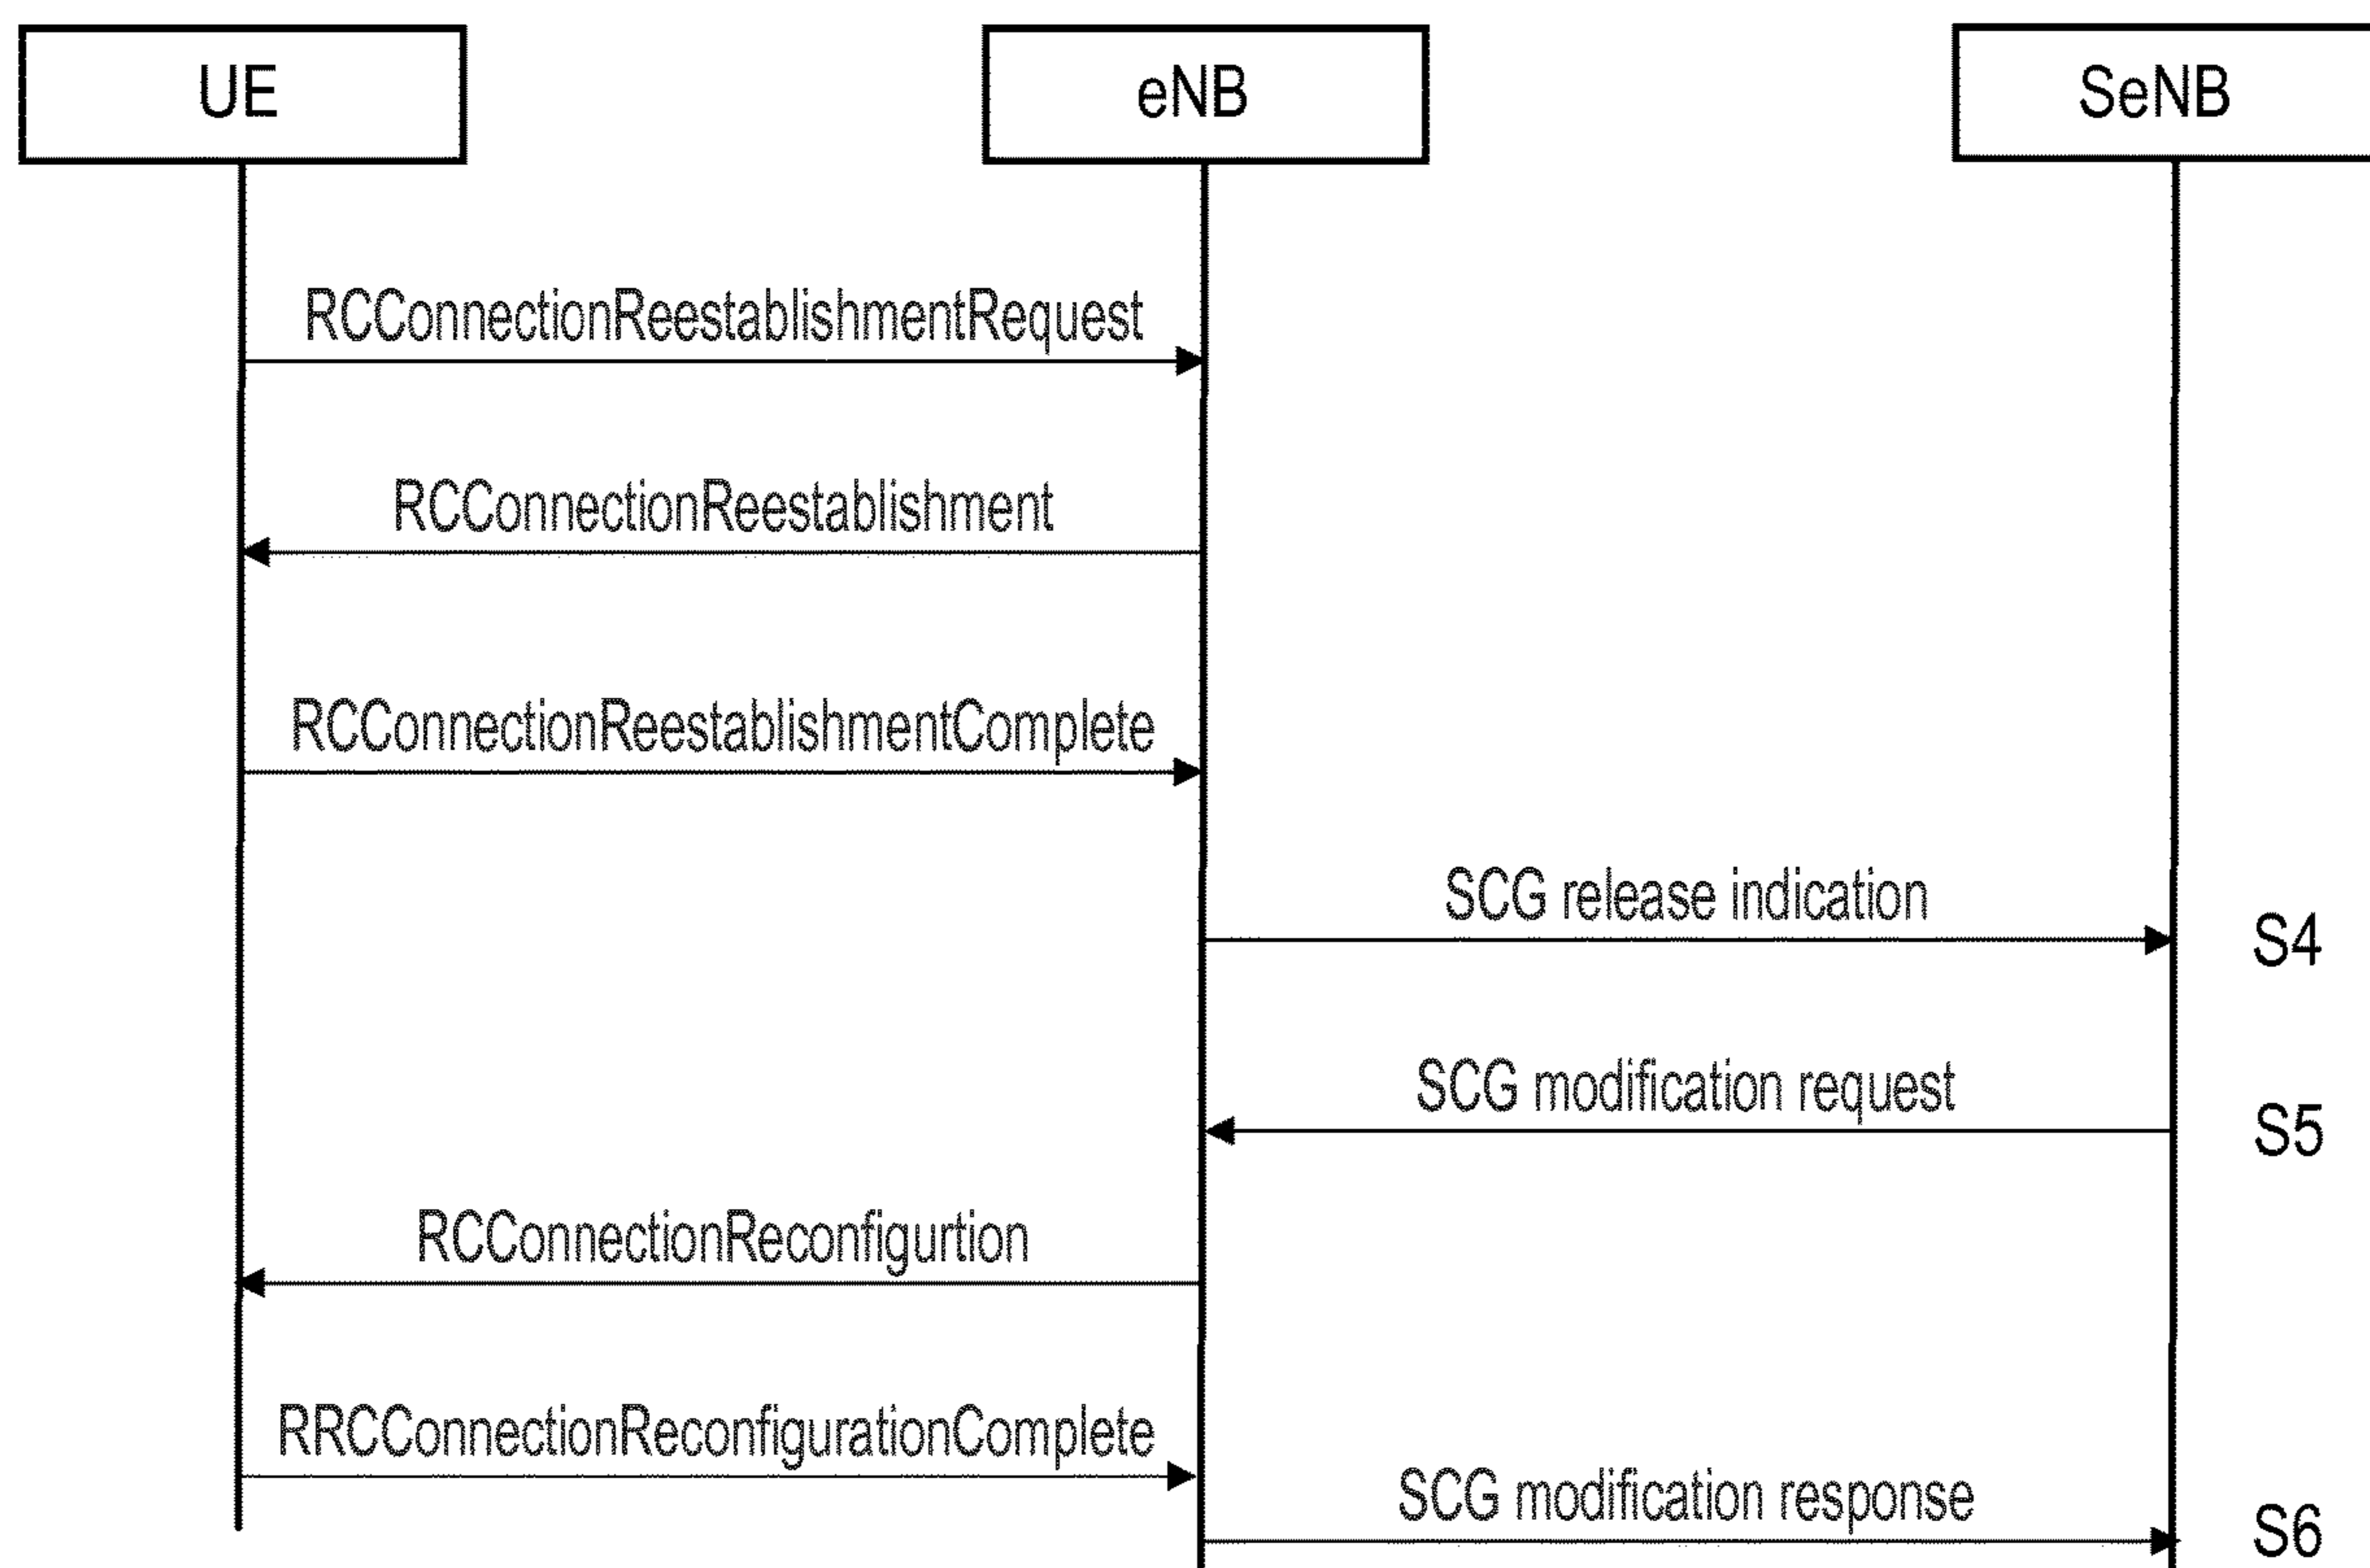 UE
eNB
SeNB
RCConnectionReestablishmentRequest
RCConnectionReestablishment
RCConnectionReestablishmentComplete
SCG release indication
S4
SCG modification request
S5
RCConnectionReconfigurtion
RRCConnectionReconfigurationComplete
SCG modification response
S6